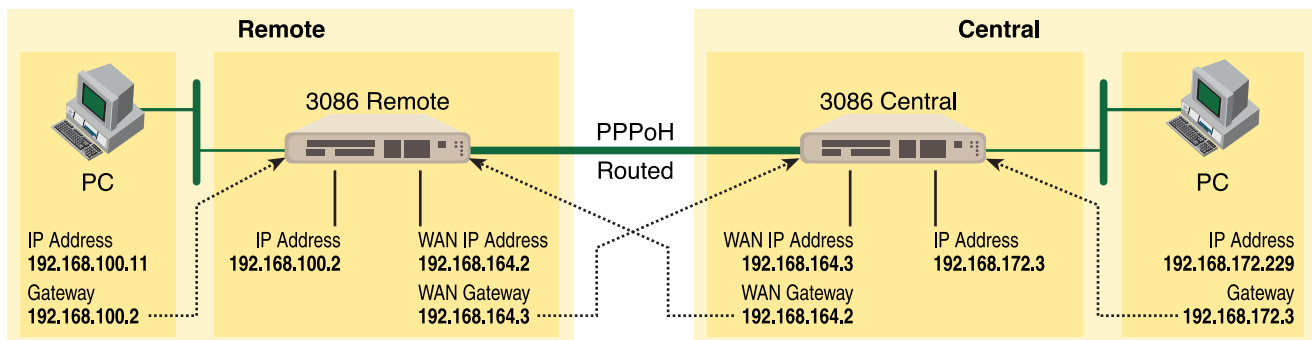 Remote
Central
3086 Remote
3086 Central
PPPoH
Routed
PC
PC
IP Address
192.168.100.11
Gateway
192.168.100.2
IP Address
192.168.100.2
WAN IP Address
192.168.164.2
WAN Gateway
192.168.164.3
WAN IP Address
192.168.164.3
WAN Gateway
192.168.164.2
IP Address
192.168.172.3
IP Address
192.168.172.229
Gateway
192.168.172.3